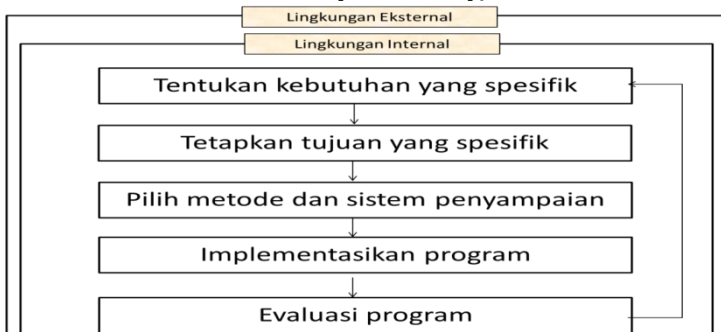 Lingkungan Eksternal
Lingkungan Internal
Tentukan kebutuhan yang spesifik
Tetapkan tujuan yang spesifik
Pilih metode dan sistem penyampaian
Implementasikan program
Evaluasi program